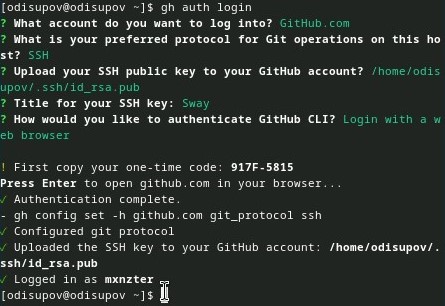 [odisupov@odisupov ~]$ gh auth login
? What account do you want to log into? GitHub.com
? What is your preferred protocol for Git operations on this ho
st? SSH
? Upload your SSH public key to your GitHub account? /home/odis
upov/.ssh/id_rsa.pub
? Title for your SSH key: Sway
? How would you like to authenticate GitHub CLI? Login with a w
eb browser

! First copy your one-time code: 917F-5815
Press Enter to open github.com in your browser...
✓ Authentication complete.
- gh config set -h github.com git_protocol ssh
✓ Configured git protocol
✓ Uploaded the SSH key to your GitHub account: /home/odisupov/.
ssh/id_rsa.pub
✓ Logged in as mxnzter
[odisupov@odisupov ~]$